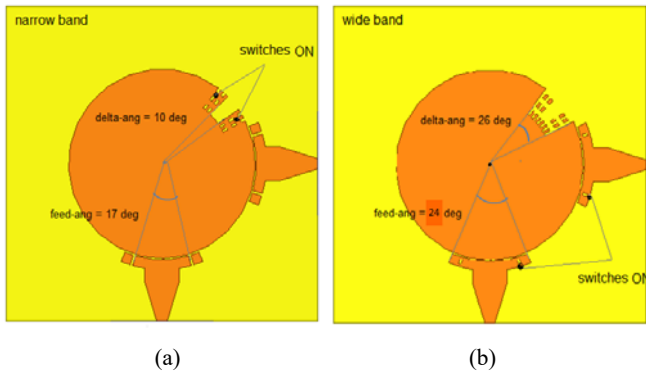 narrow band
switches ON
delta-ang = 10 deg
feed-ang = 17 deg
(a)
wide band
delta-ang = 26 deg
feed-ang = 24 deg
switches ON
(b)